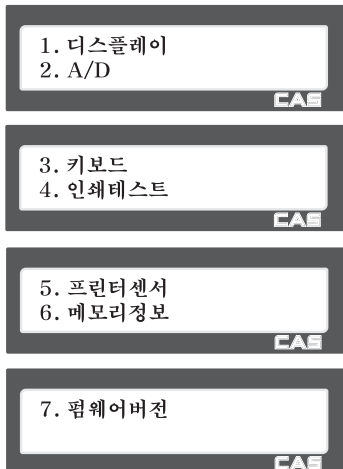 1. 디스플레이
2. A/D
CAS
3. 키보드
4. 인쇄테스트
CAS
5. 프린터센서
6. 메모리정보
CAS
7. 펌웨어버전
CAS